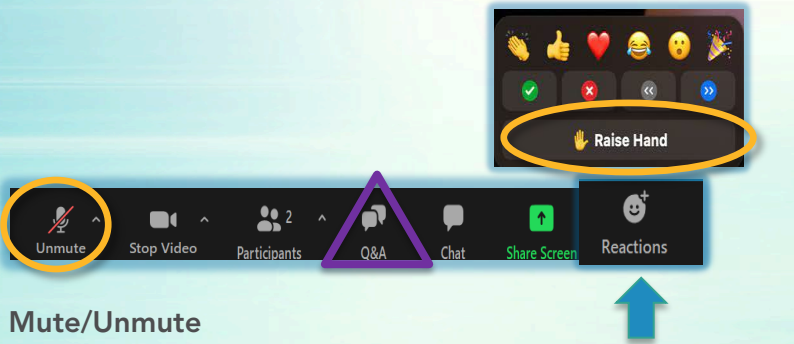 Raise Hand
Unmute
Stop Video
2
Participants
Q&A
Chat
Share Screen
Reactions
Mute/Unmute